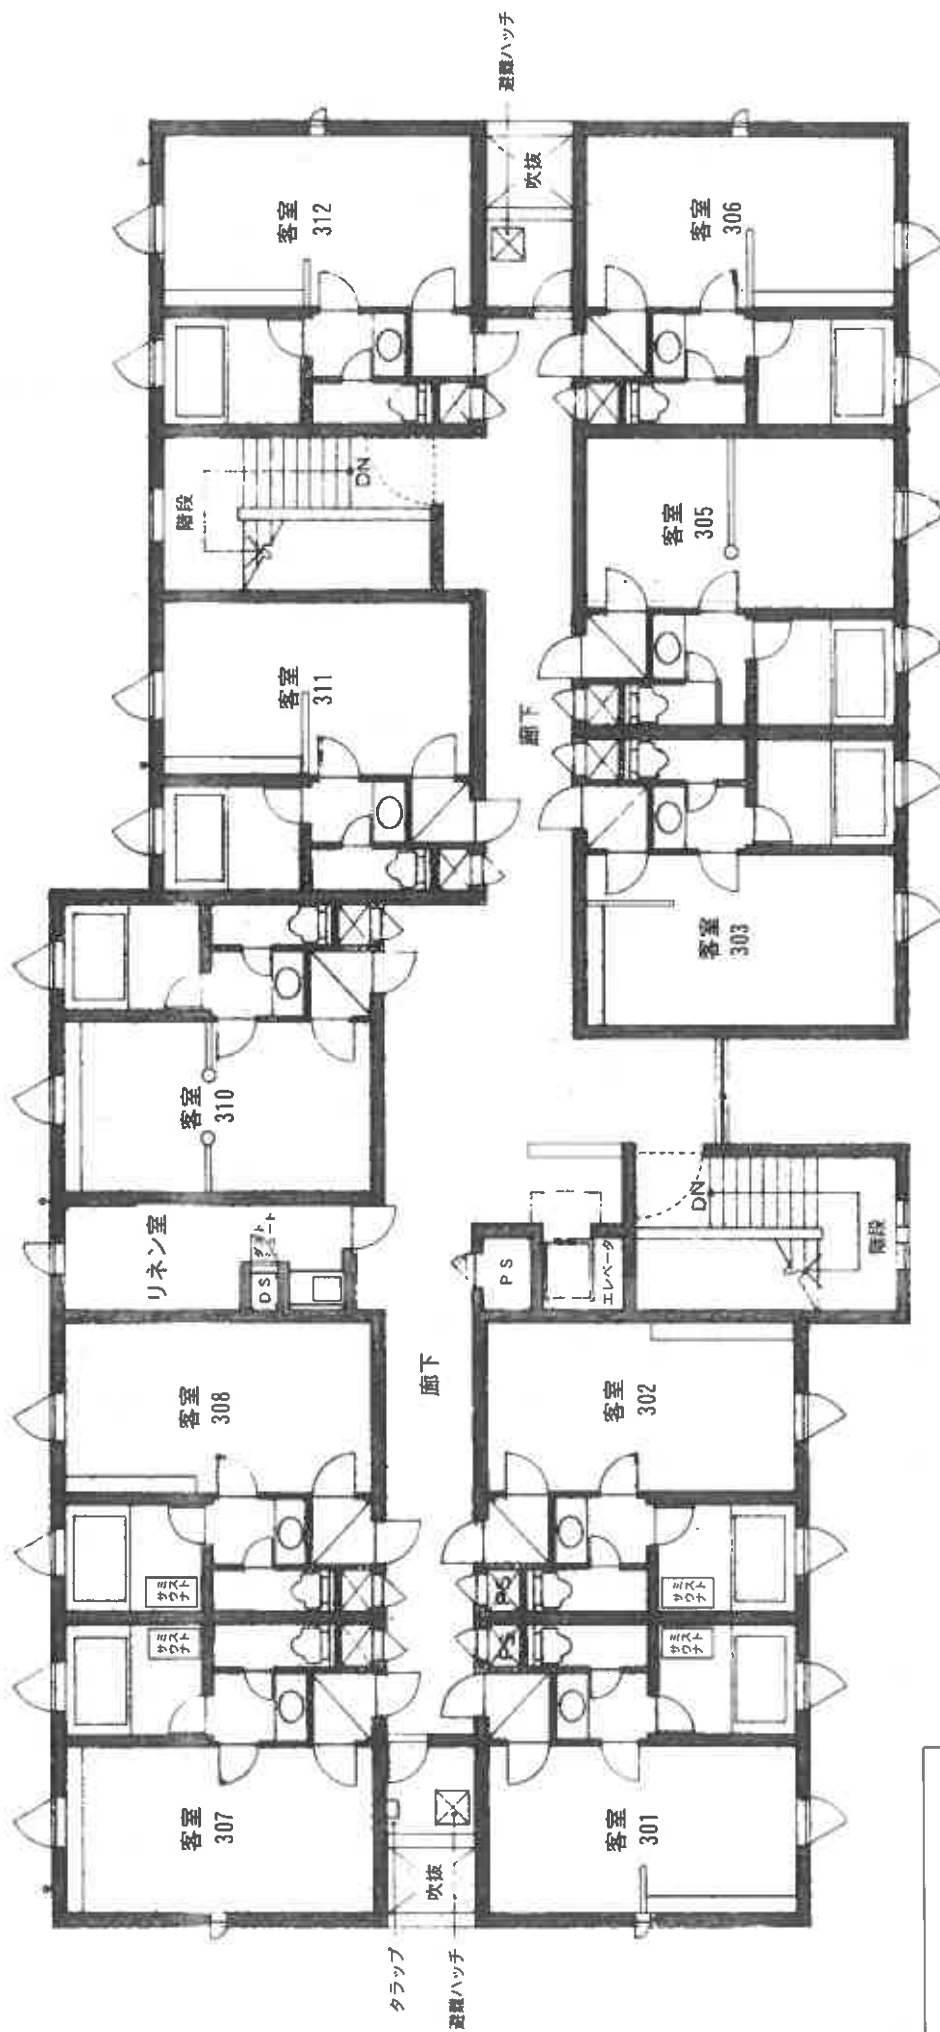 避難ハッチ
吹抜
客室
312
客室
306
階段
DN
客室
305
客室
311
廊下
客室
303
客室
310
リネン室
DS
PS
エレベータ
DN
階段
客室
308
廊下
客室
302
ミスト
サウナ
ミスト
サウナ
PS
PS
ミスト
サウナ
ミスト
サウナ
客室
307
客室
301
吹抜
タラップ
避難ハッチ